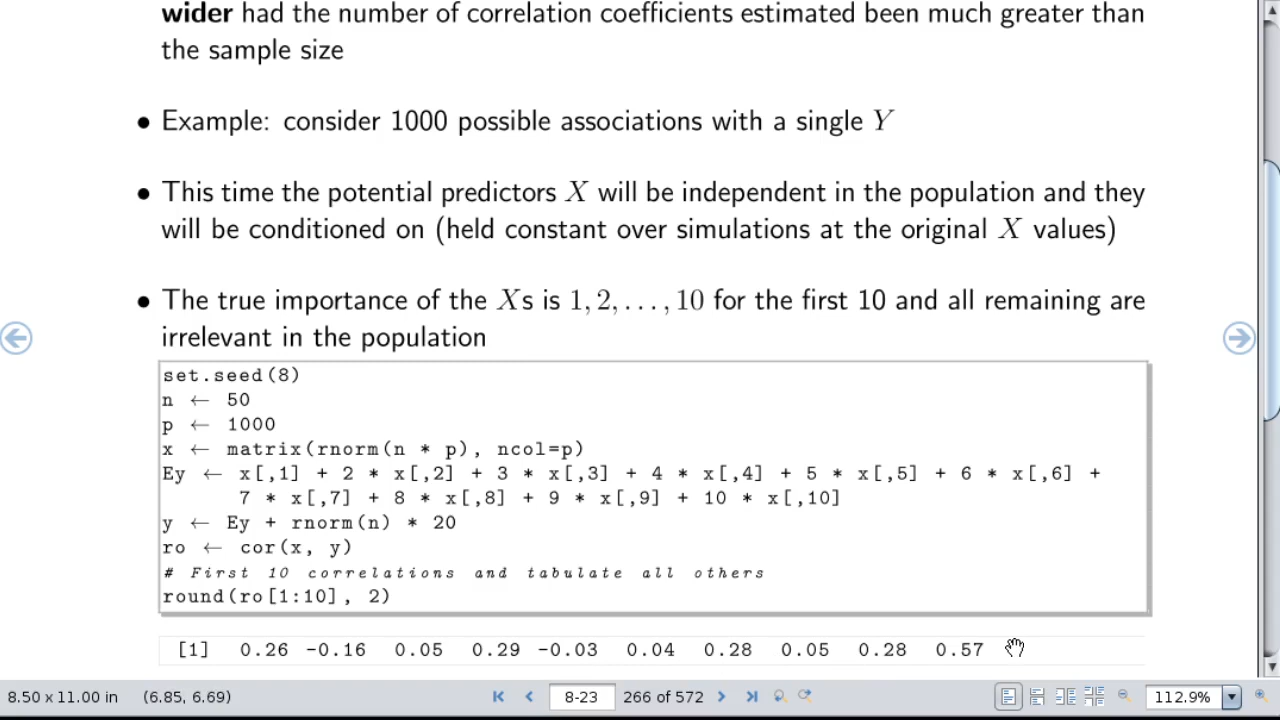 wider had the number of correlation coefficients estimated been much greater than
the sample size
• Example: consider 1000 possible associations with a single Y
• This time the potential predictors X will be independent in the population and they
will be conditioned on (held constant over simulations at the original X values)
• The true importance of the Xs is 1, 2, . . . , 10 for the first 10 and all remaining are
irrelevant in the population
set.seed(8)
n ← 50
p ← 1000
x ← matrix(rnorm(n * p), ncol=p)
Ey ← x[,1] + 2 * x[,2] + 3 * x[,3] + 4 * x[,4] + 5 * x[,5] + 6 * x[,6] +
7 * x[,7] + 8 * x[,8] + 9 * x[,9] + 10 * x[,10]
y ← Ey + rnorm(n) * 20
ro ← cor(x, y)
# First 10 correlations and tabulate all others
round(ro[1:10], 2)
[1] 0.26 -0.16 0.05 0.29 -0.03 0.04 0.28 0.05 0.28 0.57
8.50 x 11.00 in (6.85, 6.69) 8-23 266 of 572 112.9%